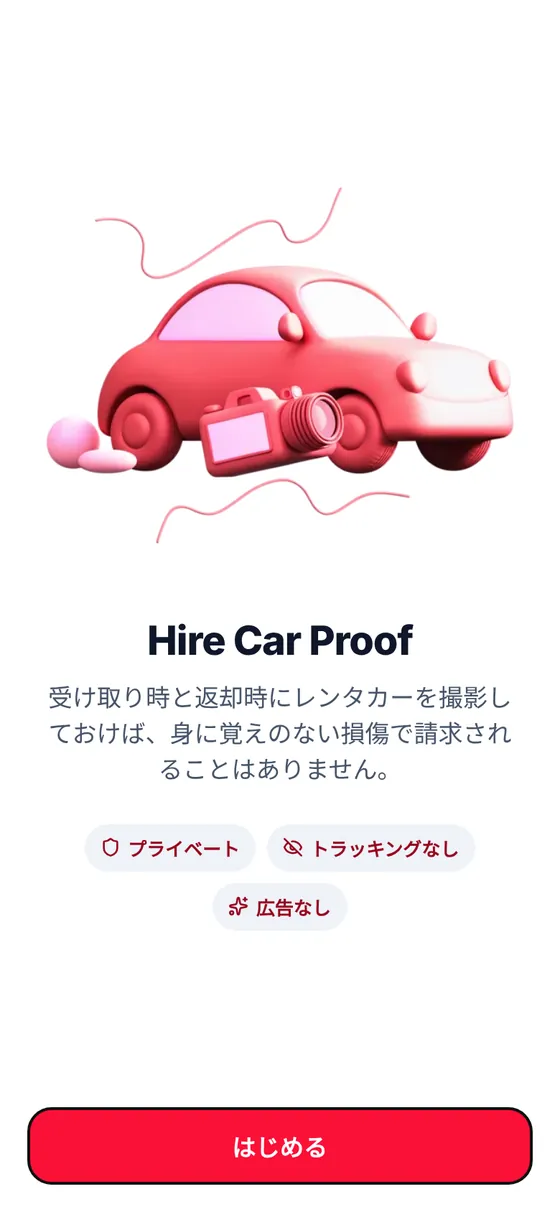 Hire Car Proof
受け取り時と返却時にレンタカーを撮影し
ておけば、身に覚えのない損傷で請求され
ることはありません。
プライベート
トラッキングなし
広告なし
はじめる